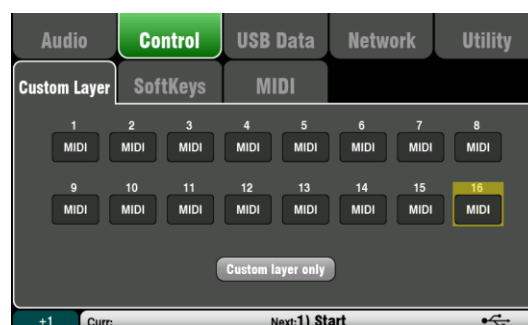 Audio Control USB Data Network Utility
Custom Layer SoftKeys MIDI
1 2 3 4 5 6 7 8
MIDI MIDI MIDI MIDI MIDI MIDI MIDI MIDI
9 10 11 12 13 14 15 16
MIDI MIDI MIDI MIDI MIDI MIDI MIDI MIDI
Custom layer only
+1 Curr: Next:1) Start